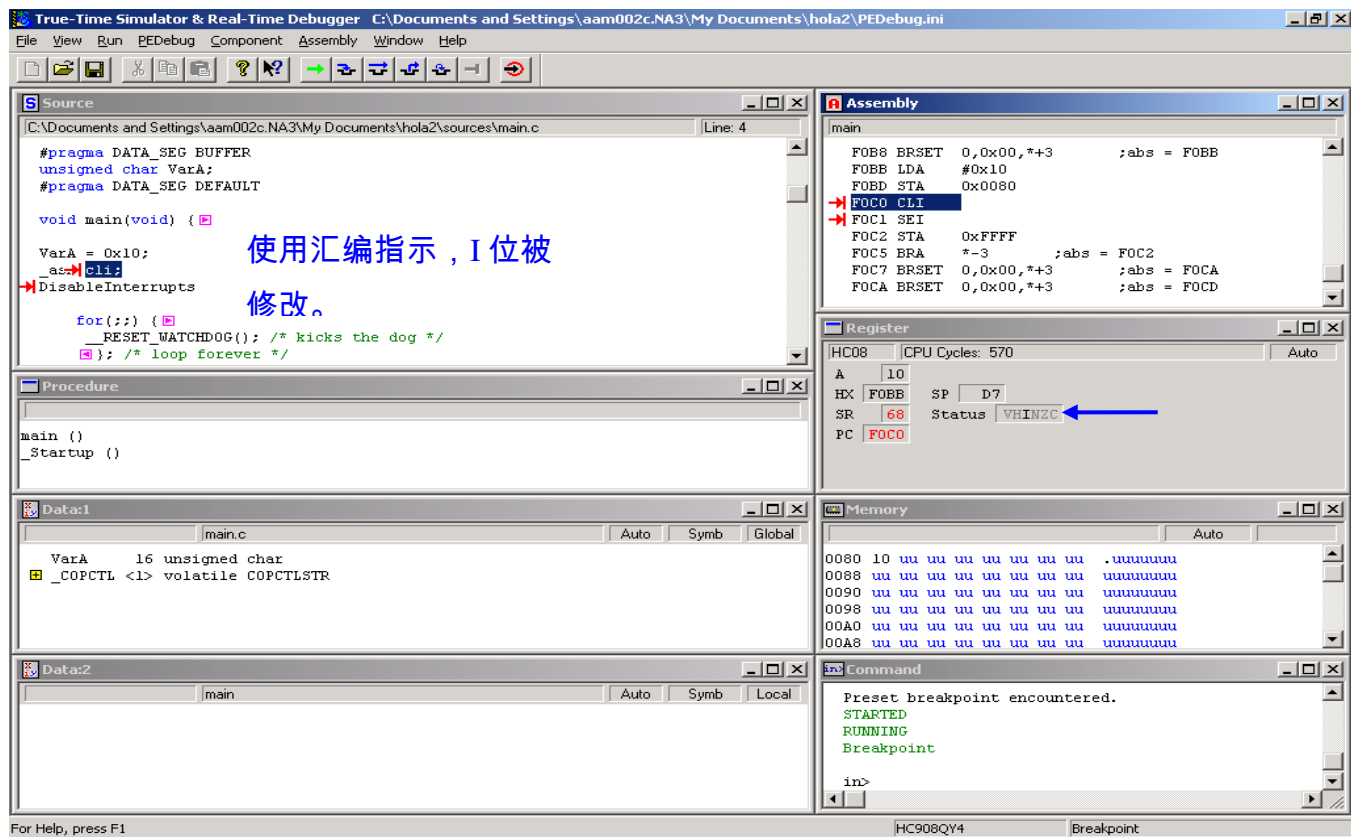 True-Time Simulator & Real-Time Debugger C:\Documents and Settings\aam002c.NA3\My Documents\hola2\PEDebug.ini
File View Run PEDebug Component Assembly Window Help
Source
C:\Documents and Settings\aam002c.NA3\My Documents\hola2\sources\main.c Line: 4
#pragma DATA_SEG BUFFER
unsigned char VarA;
#pragma DATA_SEG DEFAULT
void main(void) {
VarA = 0x10;
cli;
DisableInterrupts
for(;;) {
__RESET_WATCHDOG(); /* kicks the dog */
}; /* loop forever */
使用汇编指示，I 位被
修改。
Assembly
main
F0B8 BRSET 0,0x00,*+3 ;abs = F0BB
F0BB LDA #0x10
F0BD STA 0x0080
F0C0 CLI
F0C1 SEI
F0C2 STA 0xFFFF
F0C5 BRA *-3 ;abs = F0C2
F0C7 BRSET 0,0x00,*+3 ;abs = F0CA
F0CA BRSET 0,0x00,*+3 ;abs = F0CD
Register
HC08 CPU Cycles: 570 Auto
A 10
HX F0BB SP D7
SR 68 Status VHINZC
PC F0C0
Procedure
main ()
_Startup ()
Data:1
main.c Auto Symb Global
VarA 16 unsigned char
_COPCTL <1> volatile COPCTLSTR
Memory
Auto
0080 10 uu uu uu uu uu uu uu .uuuuuuu
0088 uu uu uu uu uu uu uu uu uuuuuuuu
0090 uu uu uu uu uu uu uu uu uuuuuuuu
0098 uu uu uu uu uu uu uu uu uuuuuuuu
00A0 uu uu uu uu uu uu uu uu uuuuuuuu
00A8 uu uu uu uu uu uu uu uu uuuuuuuu
Data:2
main Auto Symb Local
Command
Preset breakpoint encountered.
STARTED
RUNNING
Breakpoint
in>
For Help, press F1 HC908QY4 Breakpoint